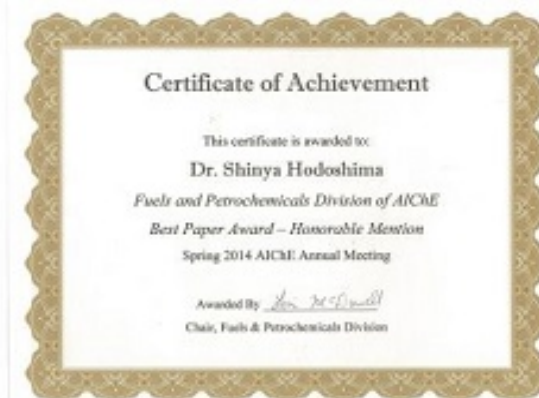 Certificate of Achievement
This certificate is awarded to:
Dr. Shinya Hodoshima
Fuels and Petrochemicals Division of AIChE
Best Paper Award – Honorable Mention
Spring 2014 AIChE Annual Meeting
Awarded By
Chair, Fuels & Petrochemicals Division